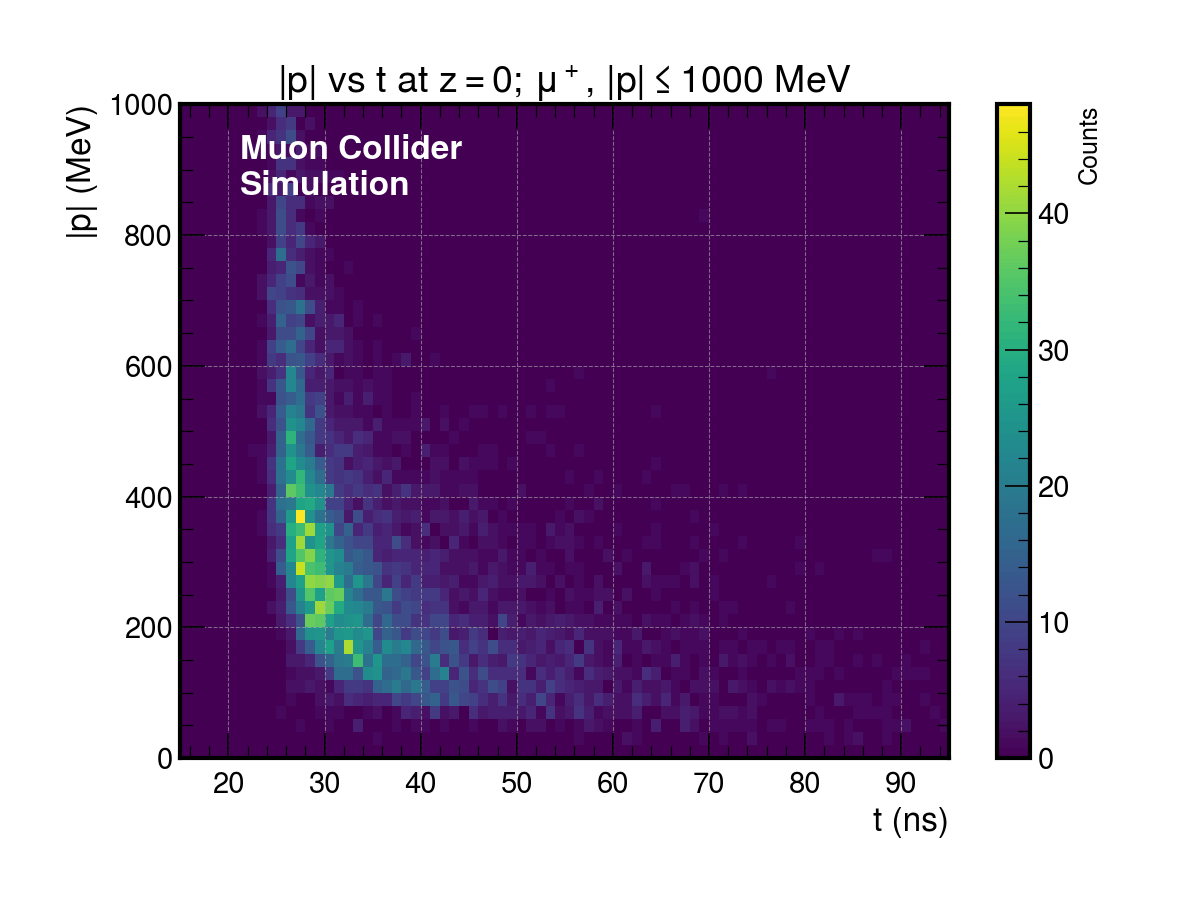 |p| vs t at z = 0; μ⁺, |p| ≤ 1000 MeV
Muon Collider
Simulation
|p| (MeV)
1000
800
600
400
200
0
20 30 40 50 60 70 80 90
t (ns)
Counts
40
30
20
10
0